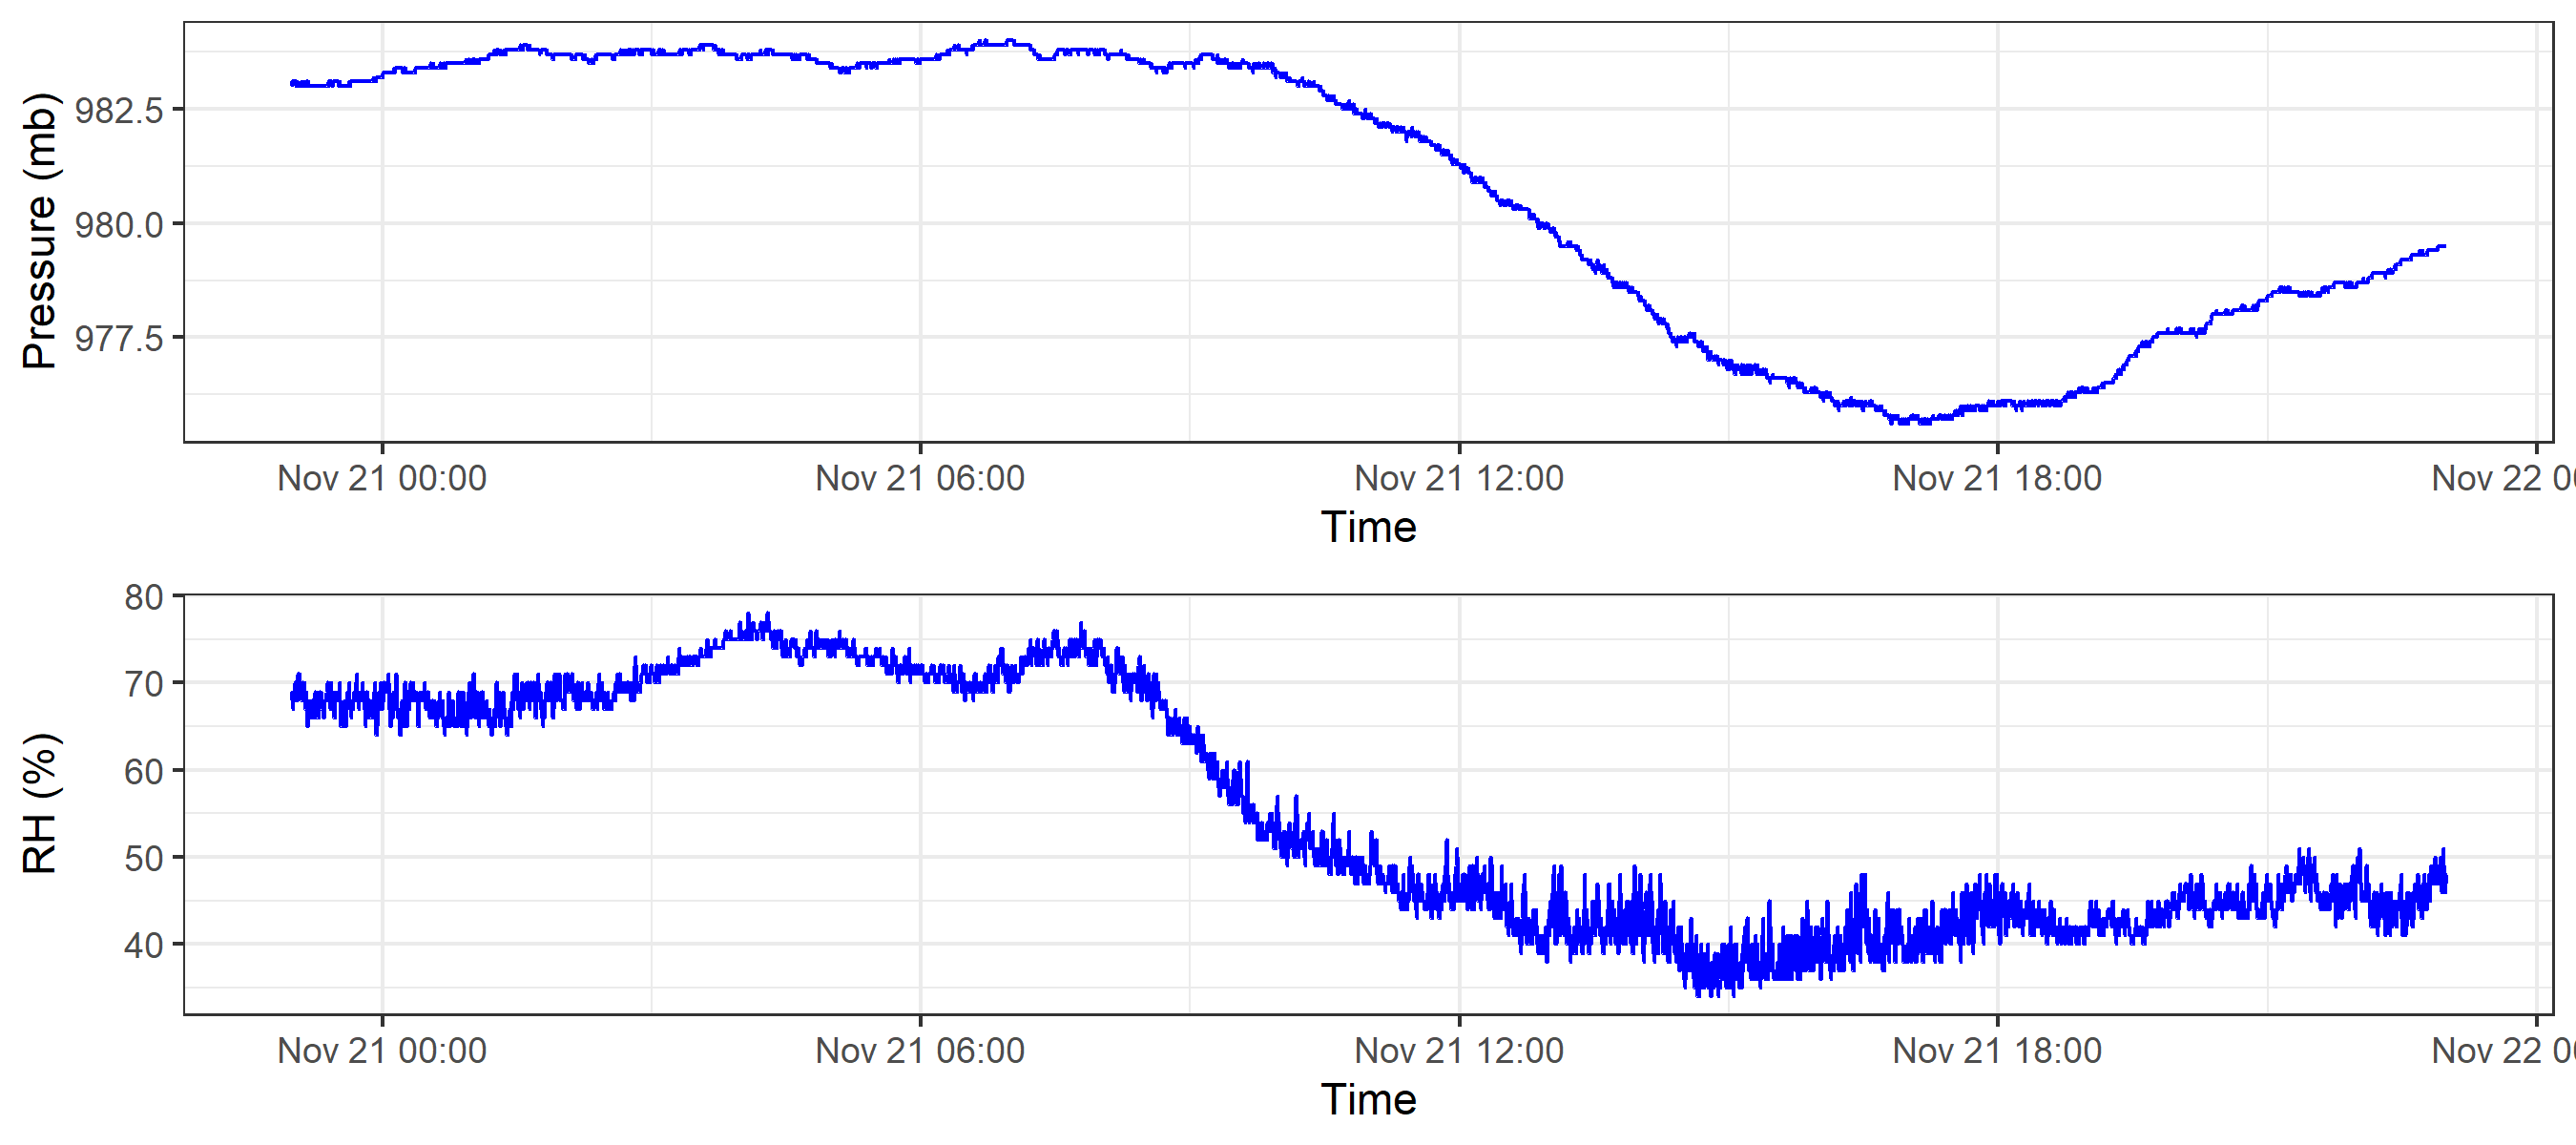 Pressure (mb)
982.5
980.0
977.5
Nov 21 00:00
Nov 21 06:00
Nov 21 12:00
Nov 21 18:00
Nov 22 00
Time
RH (%)
80
70
60
50
40
Nov 21 00:00
Nov 21 06:00
Nov 21 12:00
Nov 21 18:00
Nov 22 00
Time